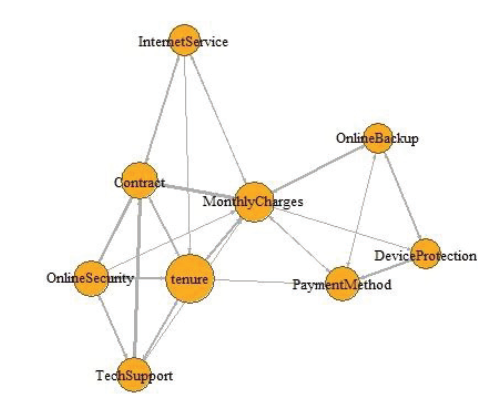 InternetService
OnlineBackup
Contract
MonthlyCharges
DeviceProtection
OnlineSecurity
tenure
PaymentMethod
TechSupport